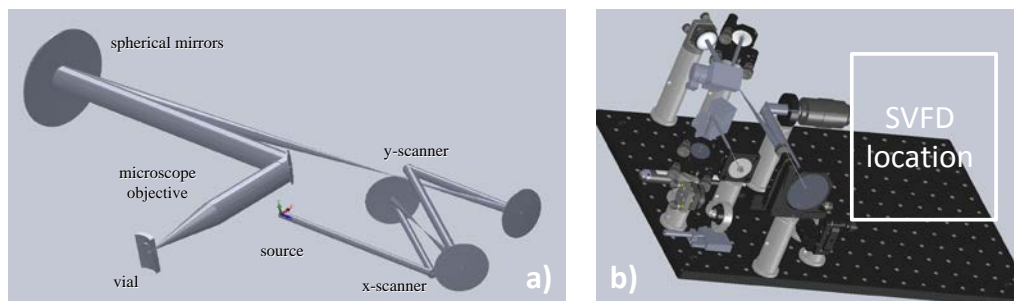 spherical mirrors
y-scanner
microscope
objective
source
vial
x-scanner
a)
SVFD
location
b)